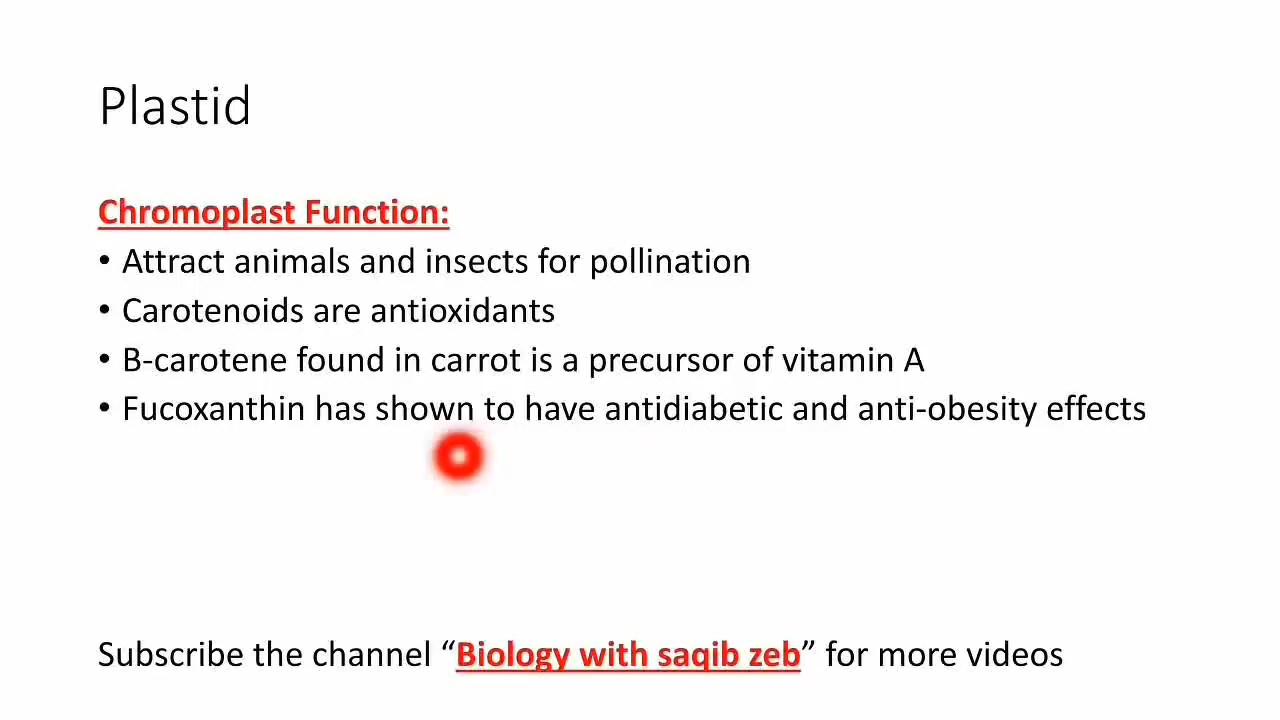 Plastid
Chromoplast Function:
• Attract animals and insects for pollination
• Carotenoids are antioxidants
• B-carotene found in carrot is a precursor of vitamin A
• Fucoxanthin has shown to have antidiabetic and anti-obesity effects
Subscribe the channel “Biology with saqib zeb” for more videos